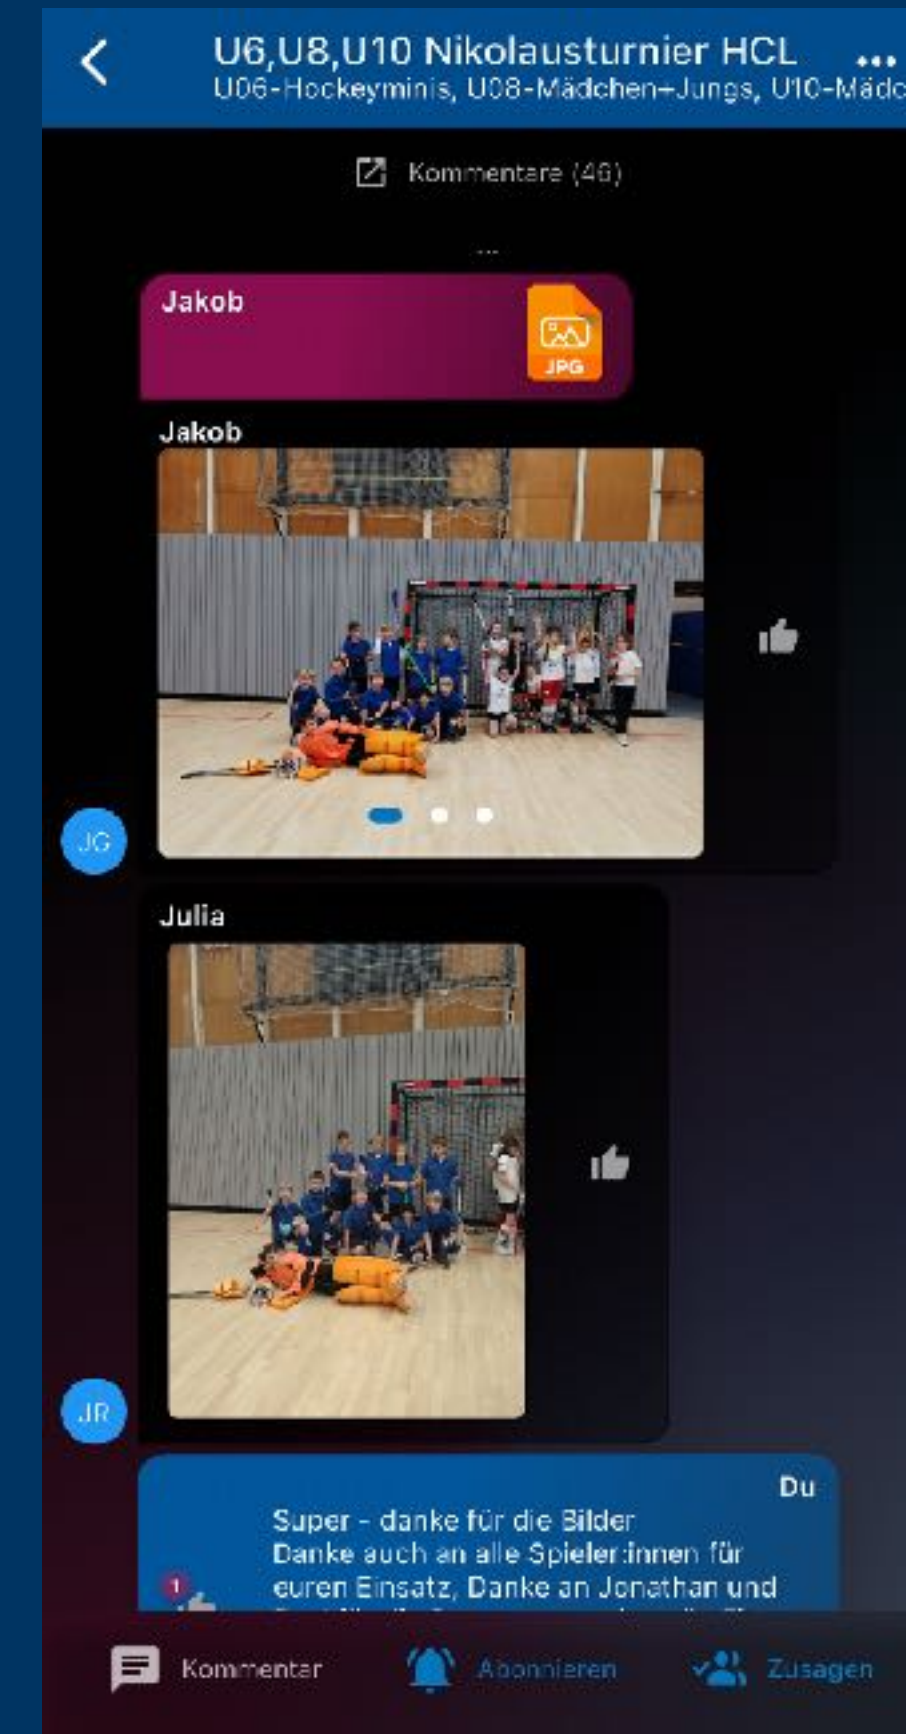 U6,U8,U10 Nikolausturnier HCL ...
U06-Hockeyminis, U08-Mädchen+Jungs, U10-Mädc
Kommentare (46)
...
Jakob
JPG
Jakob
JG
Julia
JR
Du
Super - danke für die Bilder
Danke auch an alle Spieler:innen für
1
euren Einsatz, Danke an Jonathan und
Kommentar
Abonnieren
Zusagen